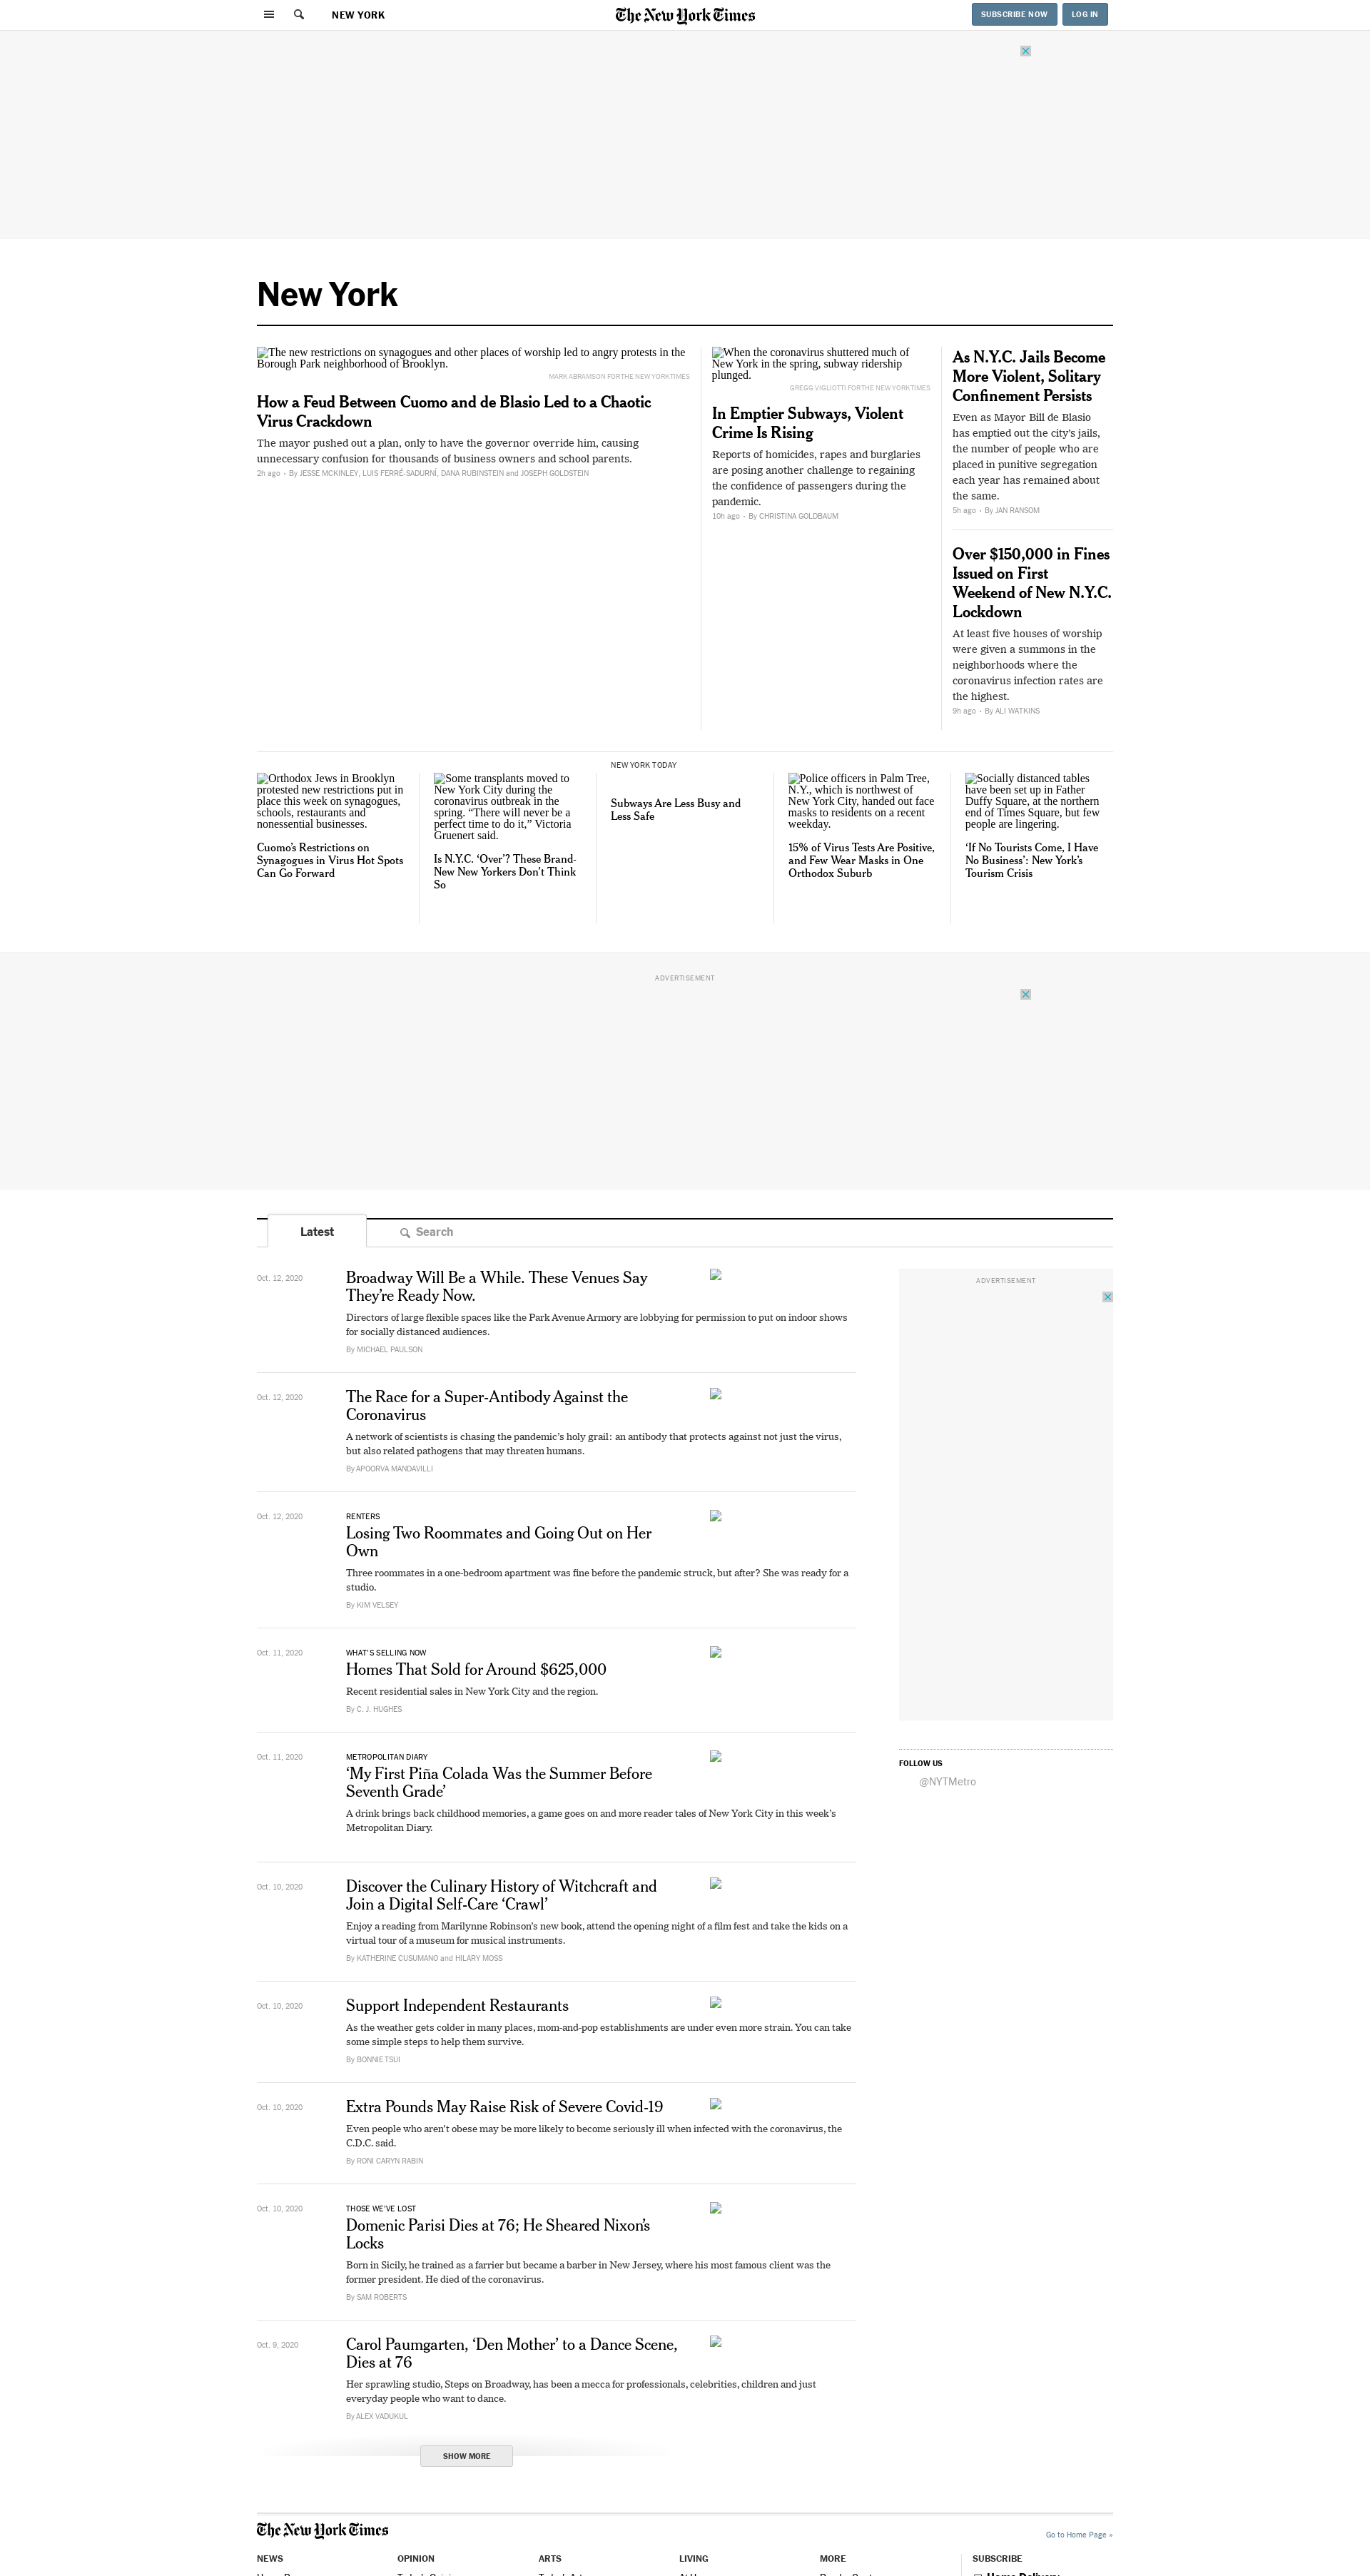 NEW YORK
The New York Times
SUBSCRIBE NOW
LOG IN
New York
The new restrictions on synagogues and other places of worship led to angry protests in the
Borough Park neighborhood of Brooklyn.
MARK ABRAMSON FOR THE NEW YORK TIMES
How a Feud Between Cuomo and de Blasio Led to a Chaotic
Virus Crackdown
The mayor pushed out a plan, only to have the governor override him, causing
unnecessary confusion for thousands of business owners and school parents.
2h ago • By JESSE MCKINLEY, LUIS FERRÉ-SADURNÍ, DANA RUBINSTEIN and JOSEPH GOLDSTEIN
When the coronavirus shuttered much of
New York in the spring, subway ridership
plunged.
GREGG VIGLIOTTI FOR THE NEW YORK TIMES
In Emptier Subways, Violent
Crime Is Rising
Reports of homicides, rapes and burglaries
are posing another challenge to regaining
the confidence of passengers during the
pandemic.
10h ago • By CHRISTINA GOLDBAUM
As N.Y.C. Jails Become
More Violent, Solitary
Confinement Persists
Even as Mayor Bill de Blasio
has emptied out the city’s jails,
the number of people who are
placed in punitive segregation
each year has remained about
the same.
5h ago • By JAN RANSOM
Over $150,000 in Fines
Issued on First
Weekend of New N.Y.C.
Lockdown
At least five houses of worship
were given a summons in the
neighborhoods where the
coronavirus infection rates are
the highest.
9h ago • By ALI WATKINS
Orthodox Jews in Brooklyn
protested new restrictions put in
place this week on synagogues,
schools, restaurants and
nonessential businesses.
Cuomo’s Restrictions on
Synagogues in Virus Hot Spots
Can Go Forward
Some transplants moved to
New York City during the
coronavirus outbreak in the
spring. “There will never be a
perfect time to do it,” Victoria
Gruenert said.
Is N.Y.C. ‘Over’? These Brand-
New New Yorkers Don’t Think
So
NEW YORK TODAY
Subways Are Less Busy and
Less Safe
Police officers in Palm Tree,
N.Y., which is northwest of
New York City, handed out face
masks to residents on a recent
weekday.
15% of Virus Tests Are Positive,
and Few Wear Masks in One
Orthodox Suburb
Socially distanced tables
have been set up in Father
Duffy Square, at the northern
end of Times Square, but few
people are lingering.
‘If No Tourists Come, I Have
No Business’: New York’s
Tourism Crisis
ADVERTISEMENT
Latest
Search
Oct. 12, 2020
Broadway Will Be a While. These Venues Say
They’re Ready Now.
Directors of large flexible spaces like the Park Avenue Armory are lobbying for permission to put on indoor shows
for socially distanced audiences.
By MICHAEL PAULSON
Oct. 12, 2020
The Race for a Super-Antibody Against the
Coronavirus
A network of scientists is chasing the pandemic’s holy grail: an antibody that protects against not just the virus,
but also related pathogens that may threaten humans.
By APOORVA MANDAVILLI
Oct. 12, 2020
RENTERS
Losing Two Roommates and Going Out on Her
Own
Three roommates in a one-bedroom apartment was fine before the pandemic struck, but after? She was ready for a
studio.
By KIM VELSEY
Oct. 11, 2020
WHAT’S SELLING NOW
Homes That Sold for Around $625,000
Recent residential sales in New York City and the region.
By C. J. HUGHES
Oct. 11, 2020
METROPOLITAN DIARY
‘My First Piña Colada Was the Summer Before
Seventh Grade’
A drink brings back childhood memories, a game goes on and more reader tales of New York City in this week’s
Metropolitan Diary.
Oct. 10, 2020
Discover the Culinary History of Witchcraft and
Join a Digital Self-Care ‘Crawl’
Enjoy a reading from Marilynne Robinson’s new book, attend the opening night of a film fest and take the kids on a
virtual tour of a museum for musical instruments.
By KATHERINE CUSUMANO and HILARY MOSS
Oct. 10, 2020
Support Independent Restaurants
As the weather gets colder in many places, mom-and-pop establishments are under even more strain. You can take
some simple steps to help them survive.
By BONNIE TSUI
Oct. 10, 2020
Extra Pounds May Raise Risk of Severe Covid-19
Even people who aren’t obese may be more likely to become seriously ill when infected with the coronavirus, the
C.D.C. said.
By RONI CARYN RABIN
Oct. 10, 2020
THOSE WE’VE LOST
Domenic Parisi Dies at 76; He Sheared Nixon’s
Locks
Born in Sicily, he trained as a farrier but became a barber in New Jersey, where his most famous client was the
former president. He died of the coronavirus.
By SAM ROBERTS
Oct. 9, 2020
Carol Paumgarten, ‘Den Mother’ to a Dance Scene,
Dies at 76
Her sprawling studio, Steps on Broadway, has been a mecca for professionals, celebrities, children and just
everyday people who want to dance.
By ALEX VADUKUL
SHOW MORE
ADVERTISEMENT
FOLLOW US
@NYTMetro
The New York Times
Go to Home Page »
NEWS
OPINION
ARTS
LIVING
MORE
SUBSCRIBE